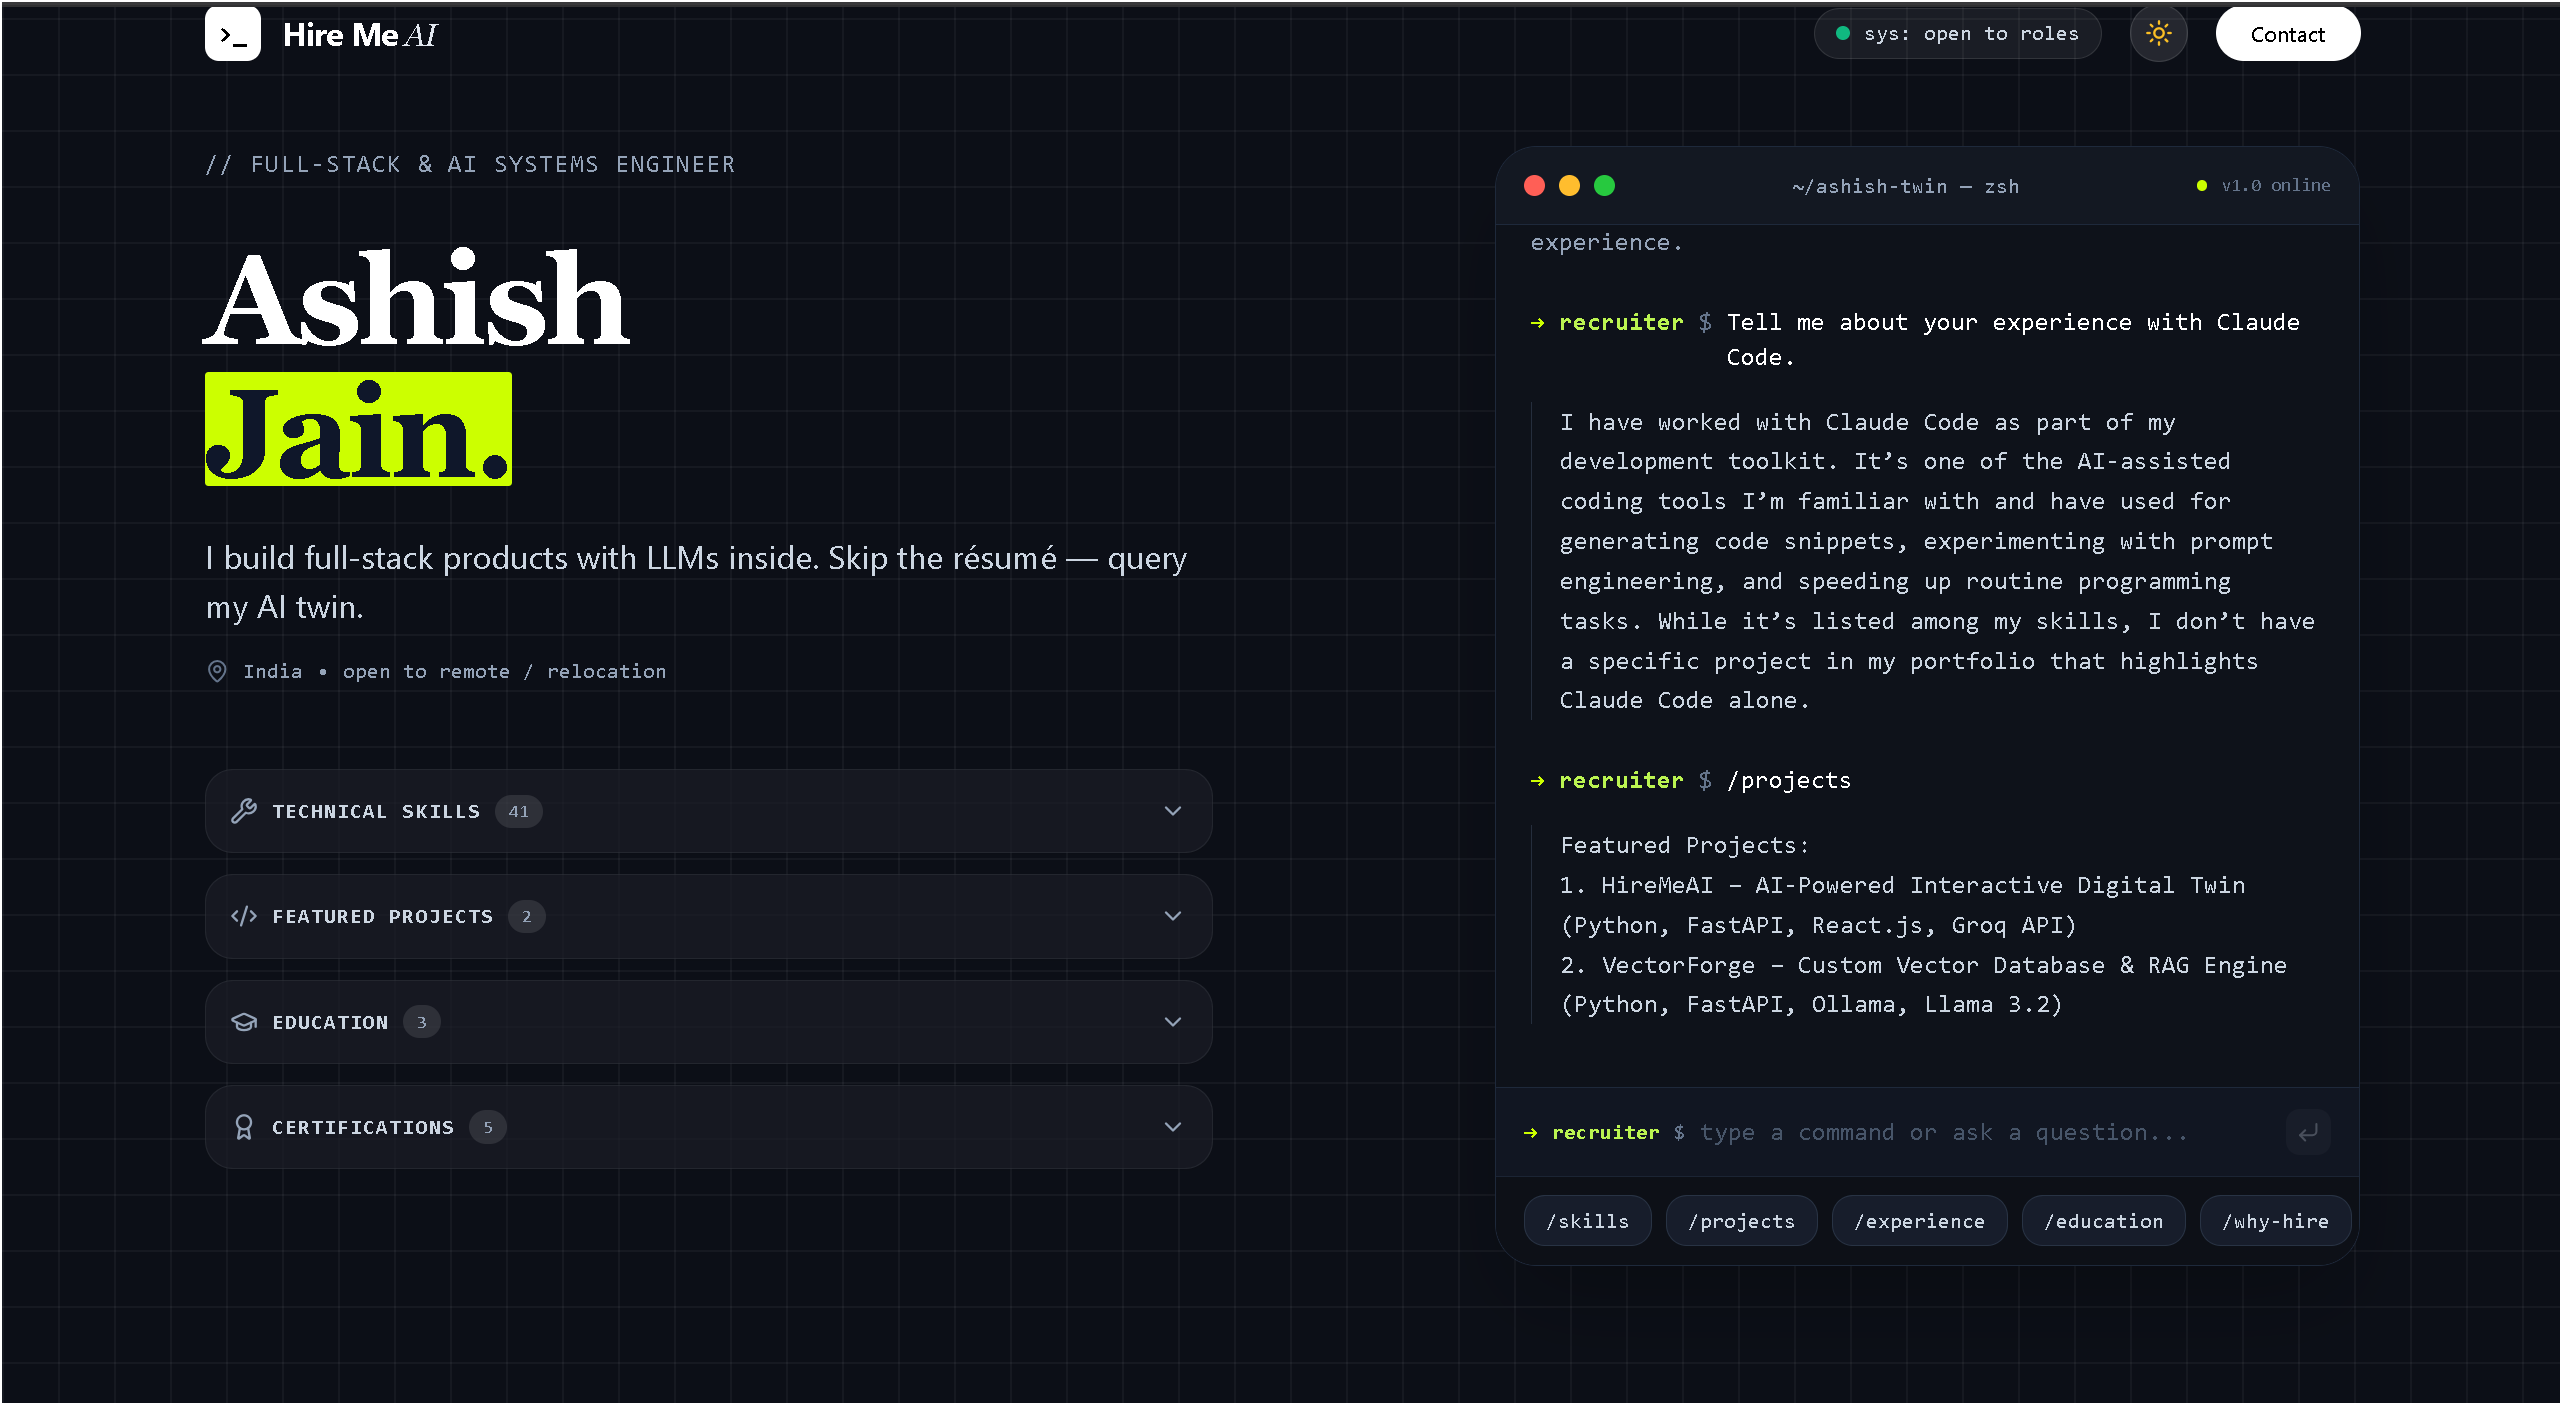 >_ Hire Me AI
sys: open to roles
Contact
// FULL-STACK & AI SYSTEMS ENGINEER
Ashish
Jain.
I build full-stack products with LLMs inside. Skip the résumé — query
my AI twin.
India • open to remote / relocation
TECHNICAL SKILLS 41
</> FEATURED PROJECTS 2
EDUCATION 3
CERTIFICATIONS 5
~/ashish-twin — zsh
v1.0 online
experience.
→ recruiter $ Tell me about your experience with Claude
Code.
I have worked with Claude Code as part of my
development toolkit. It’s one of the AI-assisted
coding tools I’m familiar with and have used for
generating code snippets, experimenting with prompt
engineering, and speeding up routine programming
tasks. While it’s listed among my skills, I don’t have
a specific project in my portfolio that highlights
Claude Code alone.
→ recruiter $ /projects
Featured Projects:
1. HireMeAI – AI-Powered Interactive Digital Twin
(Python, FastAPI, React.js, Groq API)
2. VectorForge – Custom Vector Database & RAG Engine
(Python, FastAPI, Ollama, Llama 3.2)
→ recruiter $ type a command or ask a question...
/skills /projects /experience /education /why-hire